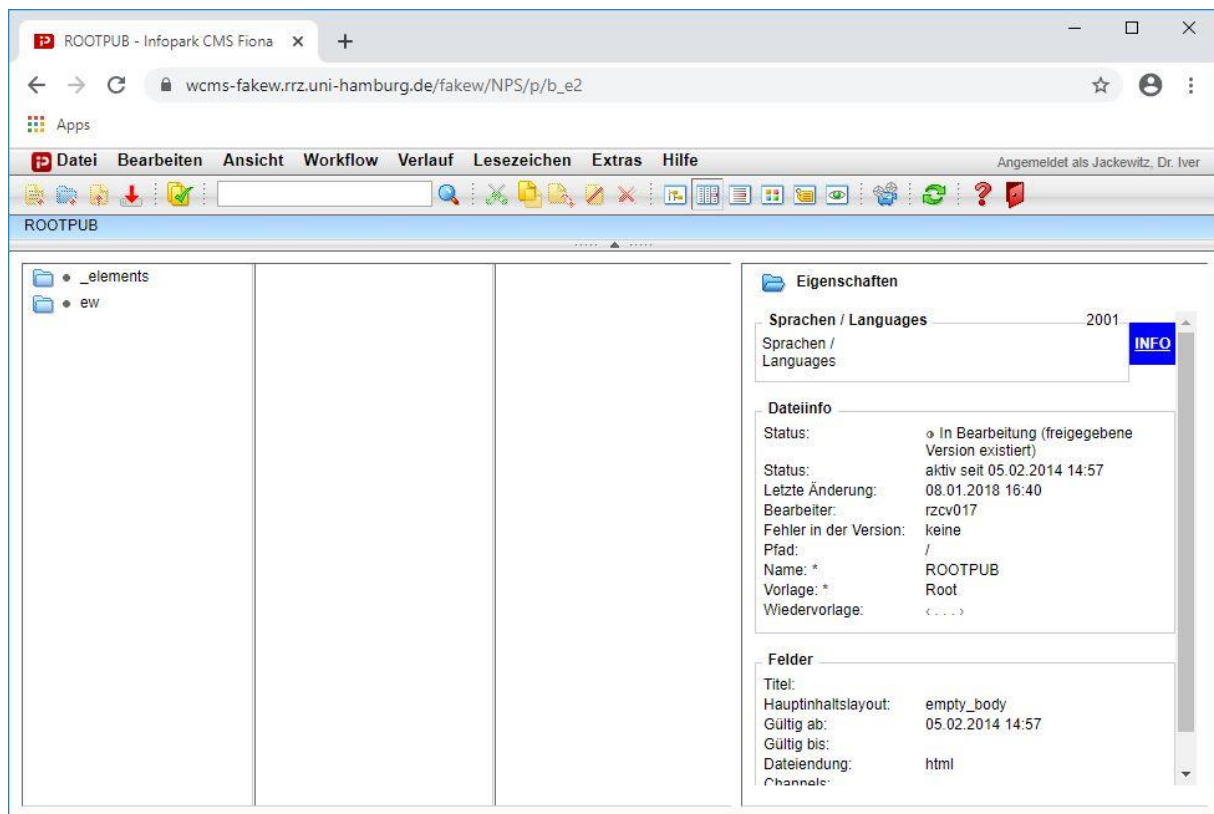 ROOTPUB - Infopark CMS Fiona
wcms-fakew.rrz.uni-hamburg.de/fakew/NPS/p/b_e2
Apps
Datei Bearbeiten Ansicht Workflow Verlauf Lesezeichen Extras Hilfe Angemeldet als Jackewitz, Dr. Iver
ROOTPUB
_elements
ew
Eigenschaften
Sprachen / Languages 2001
Sprachen /
Languages
INFO
Dateiinfo
Status: In Bearbeitung (freigegebene
Version existiert)
Status: aktiv seit 05.02.2014 14:57
Letzte Änderung: 08.01.2018 16:40
Bearbeiter: rzcv017
Fehler in der Version: keine
Pfad: /
Name: * ROOTPUB
Vorlage: * Root
Wiedervorlage: ‹ . . . ›
Felder
Titel:
Hauptinhaltslayout: empty_body
Gültig ab: 05.02.2014 14:57
Gültig bis:
Dateiendung: html
Channels: